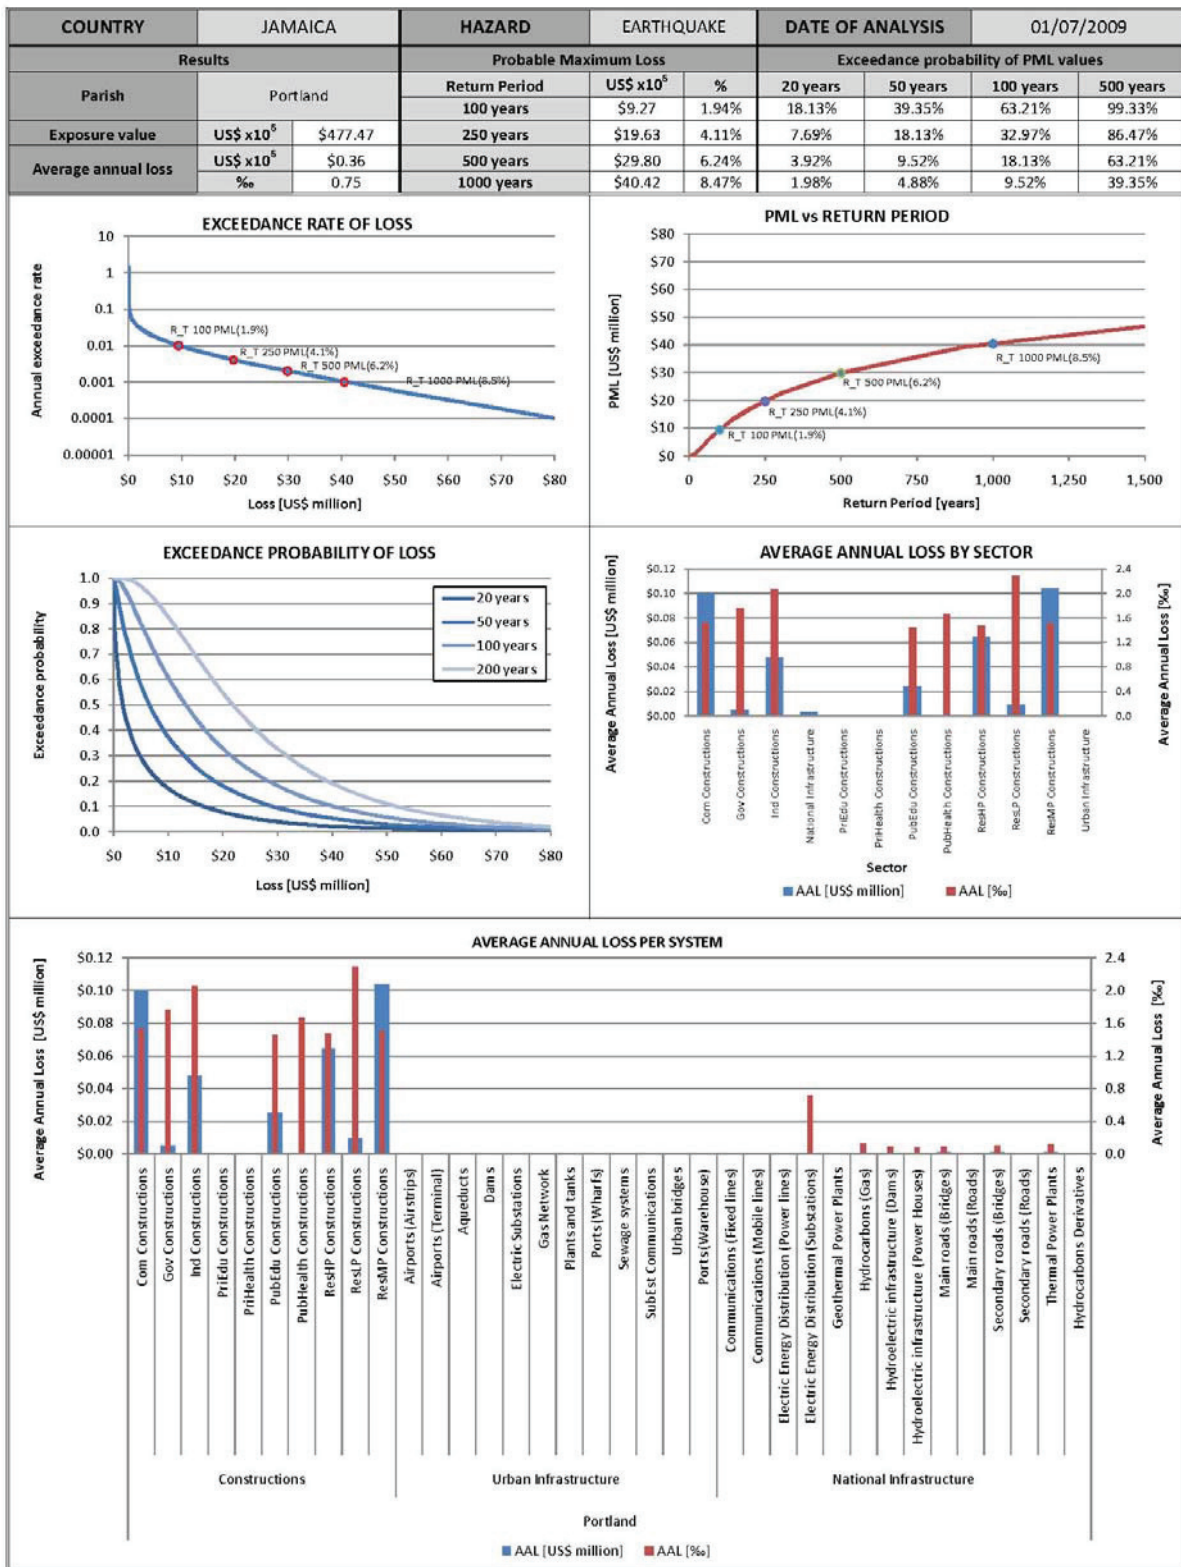 COUNTRY JAMAICA HAZARD EARTHQUAKE DATE OF ANALYSIS 01/07/2009
Results Probable Maximum Loss Exceedance probability of PML values
Parish Portland Return Period US$ x10⁶ % 20 years 50 years 100 years 500 years
100 years $9.27 1.94% 18.13% 39.35% 63.21% 99.33%
Exposure value US$ x10⁶ $477.47 250 years $19.63 4.11% 7.69% 18.13% 32.97% 86.47%
Average annual loss US$ x10⁶ $0.36 500 years $29.80 6.24% 3.92% 9.52% 18.13% 63.21%
‰ 0.75 1000 years $40.42 8.47% 1.98% 4.88% 9.52% 39.35%
EXCEEDANCE RATE OF LOSS
Annual exceedance rate
10
1
0.1
0.01
0.001
0.0001
0.00001
R_T 100 PML(1.9%)
R_T 250 PML(4.1%)
R_T 500 PML(6.2%)
R_T 1000 PML(8.5%)
$0 $10 $20 $30 $40 $50 $60 $70 $80
Loss [US$ million]
PML vs RETURN PERIOD
PML [US$ million]
$80
$70
$60
$50
$40
$30
$20
$10
$0
R_T 1000 PML(8.5%)
R_T 500 PML(6.2%)
R_T 250 PML(4.1%)
R_T 100 PML(1.9%)
0 250 500 750 1,000 1,250 1,500
Return Period [years]
EXCEEDANCE PROBABILITY OF LOSS
Exceedance probability
1.0
0.9
0.8
0.7
0.6
0.5
0.4
0.3
0.2
0.1
0.0
20 years
50 years
100 years
200 years
$0 $10 $20 $30 $40 $50 $60 $70 $80
Loss [US$ million]
AVERAGE ANNUAL LOSS BY SECTOR
Average Annual Loss [US$ million]
$0.12
$0.10
$0.08
$0.06
$0.04
$0.02
$0.00
2.4
2.0
1.6
1.2
0.8
0.4
0.0
Average Annual Loss [‰]
Com Constructions
Gov Constructions
Ind Constructions
National Infrastructure
PriEdu Constructions
PriHealth Constructions
PubEdu Constructions
PubHealth Constructions
ResHP Constructions
ResLP Constructions
ResMP Constructions
Urban Infrastructure
Sector
AAL [US$ million] AAL [‰]
AVERAGE ANNUAL LOSS PER SYSTEM
Average Annual Loss [US$ million]
$0.12
$0.10
$0.08
$0.06
$0.04
$0.02
$0.00
2.4
2.0
1.6
1.2
0.8
0.4
0.0
Average Annual Loss [‰]
Com Constructions
Gov Constructions
Ind Constructions
PriEdu Constructions
PriHealth Constructions
PubEdu Constructions
PubHealth Constructions
ResHP Constructions
ResLP Constructions
ResMP Constructions
Airports (Airstrips)
Airports (Terminal)
Aqueducts
Dams
Electric Substations
Gas Network
Plants and tanks
Ports (Wharfs)
Sewage systems
SubEst Communications
Urban bridges
Ports (Warehouse)
Communications (Fixed lines)
Communications (Mobile lines)
Electric Energy Distribution (Power lines)
Electric Energy Distribution (Substations)
Geothermal Power Plants
Hydrocarbons (Gas)
Hydroelectric infrastructure (Dams)
Hydroelectric infrastructure (Power Houses)
Main roads (Bridges)
Main roads (Roads)
Secondary roads (Bridges)
Secondary roads (Roads)
Thermal Power Plants
Hydrocarbons Derivatives
Constructions Urban Infrastructure National Infrastructure
Portland
AAL [US$ million] AAL [‰]